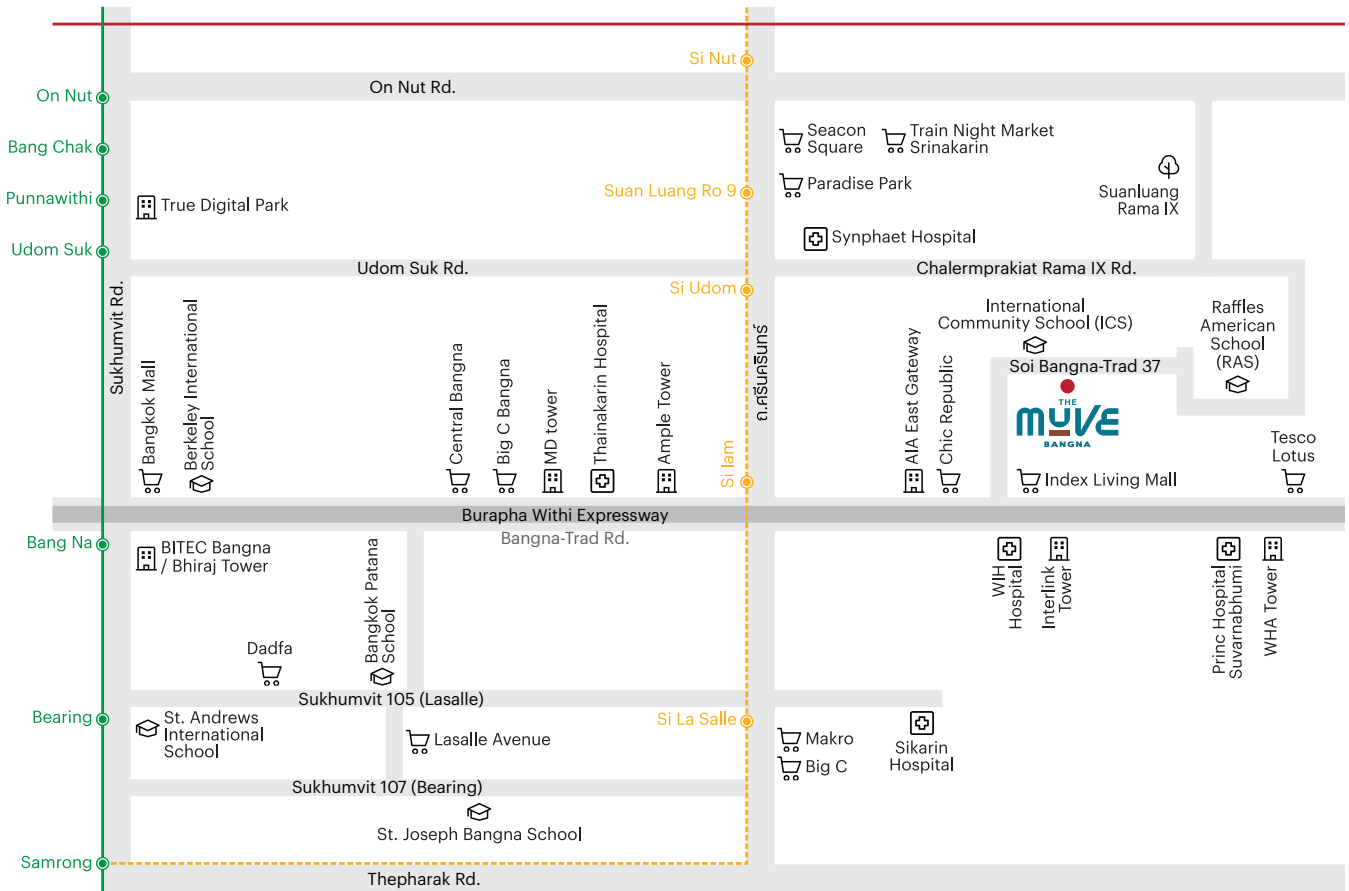 Si Nut
On Nut Rd.
On Nut
Bang Chak
Punnawithi
Udom Suk
True Digital Park
Suan Luang Ro 9
Seacon
Square
Train Night Market
Srinakarin
Paradise Park
Suanluang
Rama IX
Synphaet Hospital
Udom Suk Rd.
Chalermprakiat Rama IX Rd.
Si Udom
Sukhumvit Rd.
Bangkok Mall
Berkeley International
School
Central Bangna
Big C Bangna
MD tower
Thainakarin Hospital
Ample Tower
Si Iam
ถ.ศรีนครินทร์
AIA East Gateway
Chic Republic
International
Community School (ICS)
Raffles
American
School
(RAS)
Soi Bangna-Trad 37
THE
MUVE
BANGNA
Index Living Mall
Tesco
Lotus
Burapha Withi Expressway
Bangna-Trad Rd.
Bang Na
BITEC Bangna
/ Bhiraj Tower
Bangkok Patana
School
Dadfa
WIH
Hospital
Interlink
Tower
Princ Hospital
Suvarnabhumi
WHA Tower
Sukhumvit 105 (Lasalle)
Bearing
St. Andrews
International
School
Lasalle Avenue
Si La Salle
Makro
Big C
Sikarin
Hospital
Sukhumvit 107 (Bearing)
St. Joseph Bangna School
Samrong
Thepharak Rd.